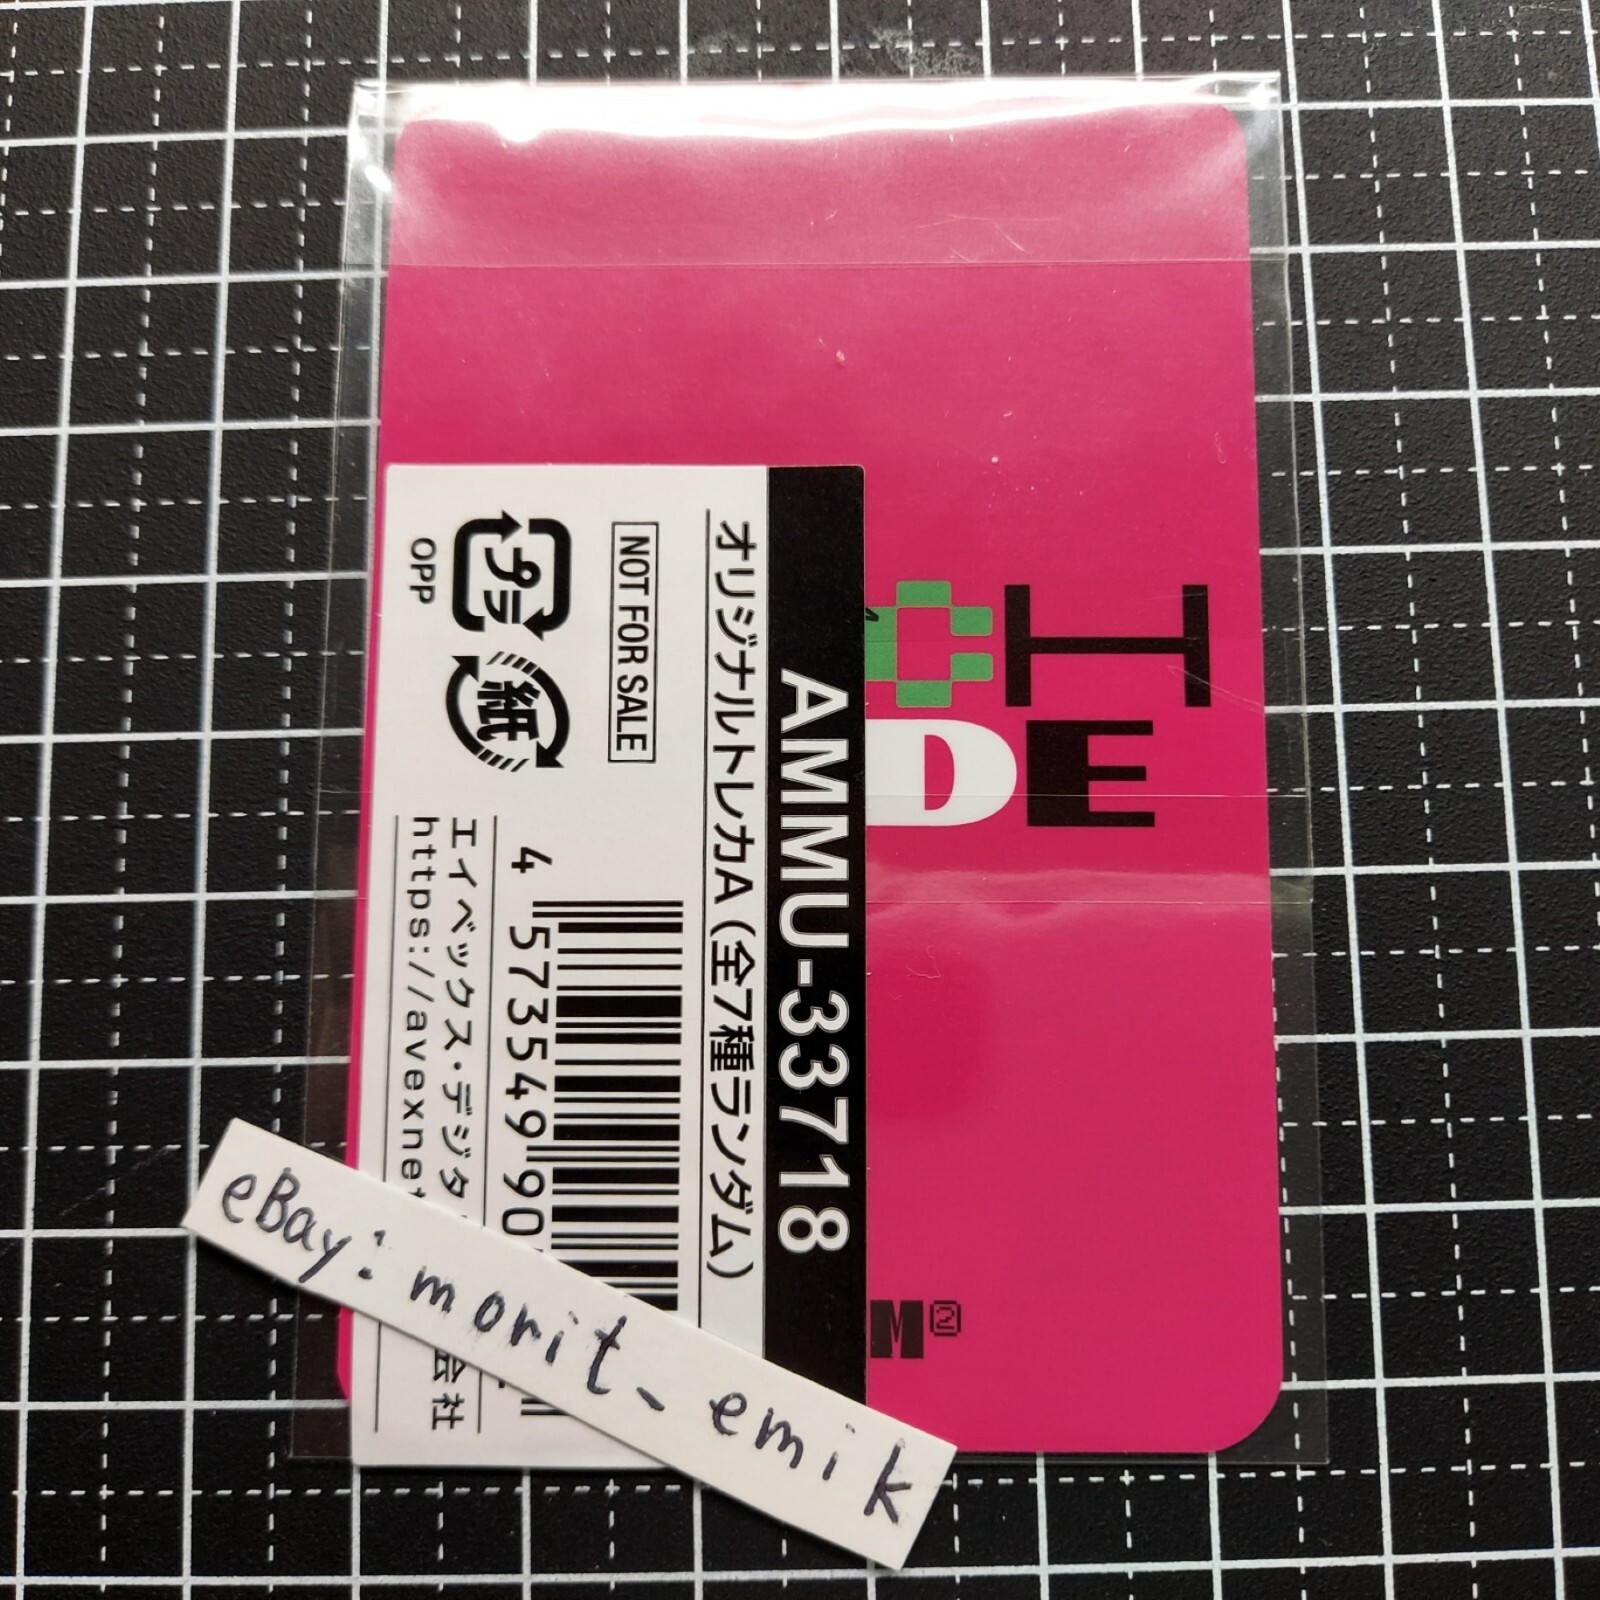 AMMU-33718
オリジナルトレカA(全7種ランダム)
NOT FOR SALE
プラ
紙
OPP
4 573549 90
エイベックス・デジタ
会社
https://avexnet
CH
DE
M②
eBay: morit_emik